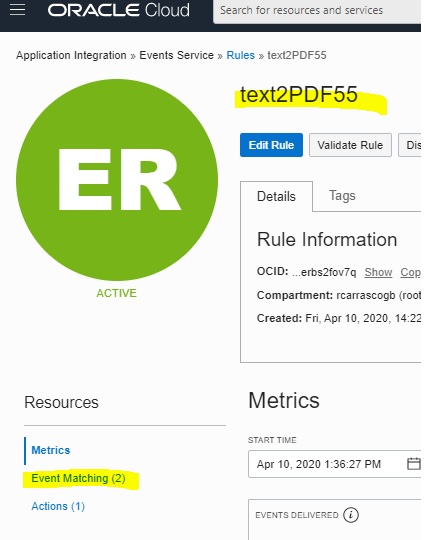 ORACLE Cloud
Search for resources and services
Application Integration » Events Service » Rules » text2PDF55
ER
ACTIVE
text2PDF55
Edit Rule
Validate Rule
Dis
Details
Tags
Rule Information
OCID: ...erbs2fov7q Show Cop
Compartment: rcarrascogb (root
Created: Fri, Apr 10, 2020, 14:22
Resources
Metrics
Event Matching (2)
Actions (1)
Metrics
START TIME
Apr 10, 2020 1:36:27 PM
EVENTS DELIVERED i